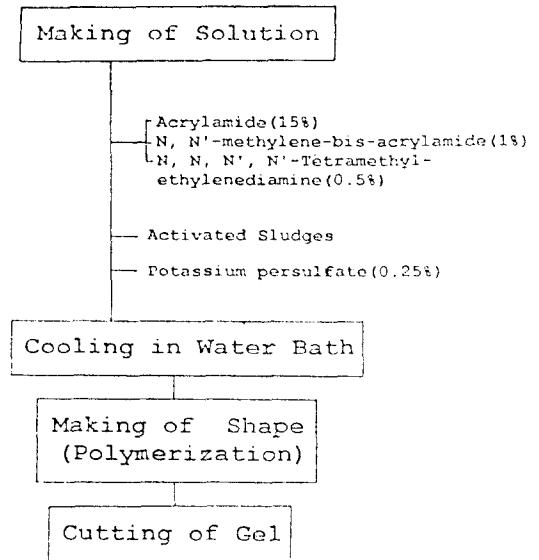 Making of Solution
Acrylamide(15%)
N, N'-methylene-bis-acrylamide(1%)
N, N, N', N'-Tetramethyl-
ethylenediamine(0.5%)
Activated Sludges
Potassium persulfate(0.25%)
Cooling in Water Bath
Making of Shape
(Polymerization)
Cutting of Gel